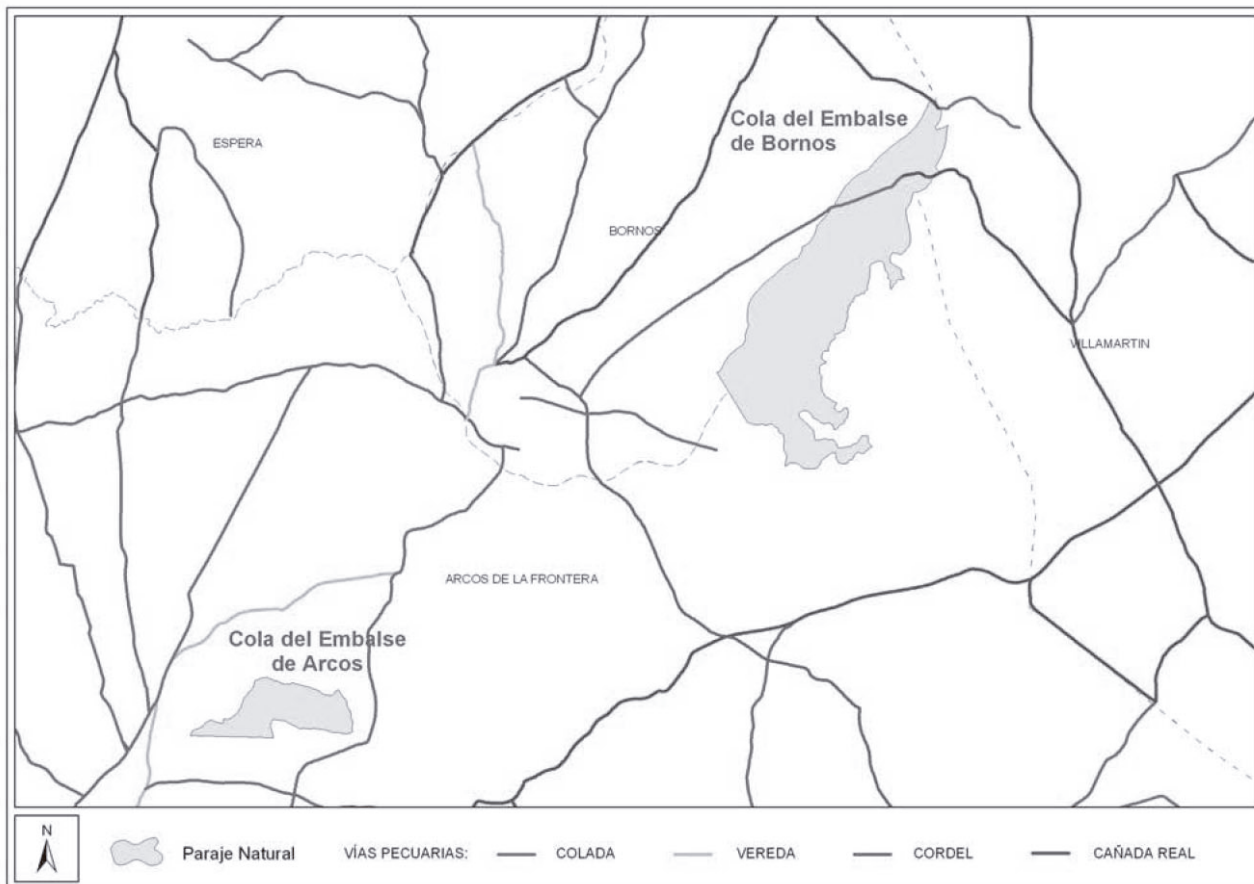 Cola del Embalse
de Bornos
ESPERA
BORNOS
VILLAMARTIN
ARCOS DE LA FRONTERA
Cola del Embalse
de Arcos
N
Paraje Natural
VÍAS PECUARIAS:
COLADA
VEREDA
CORDEL
CAÑADA REAL